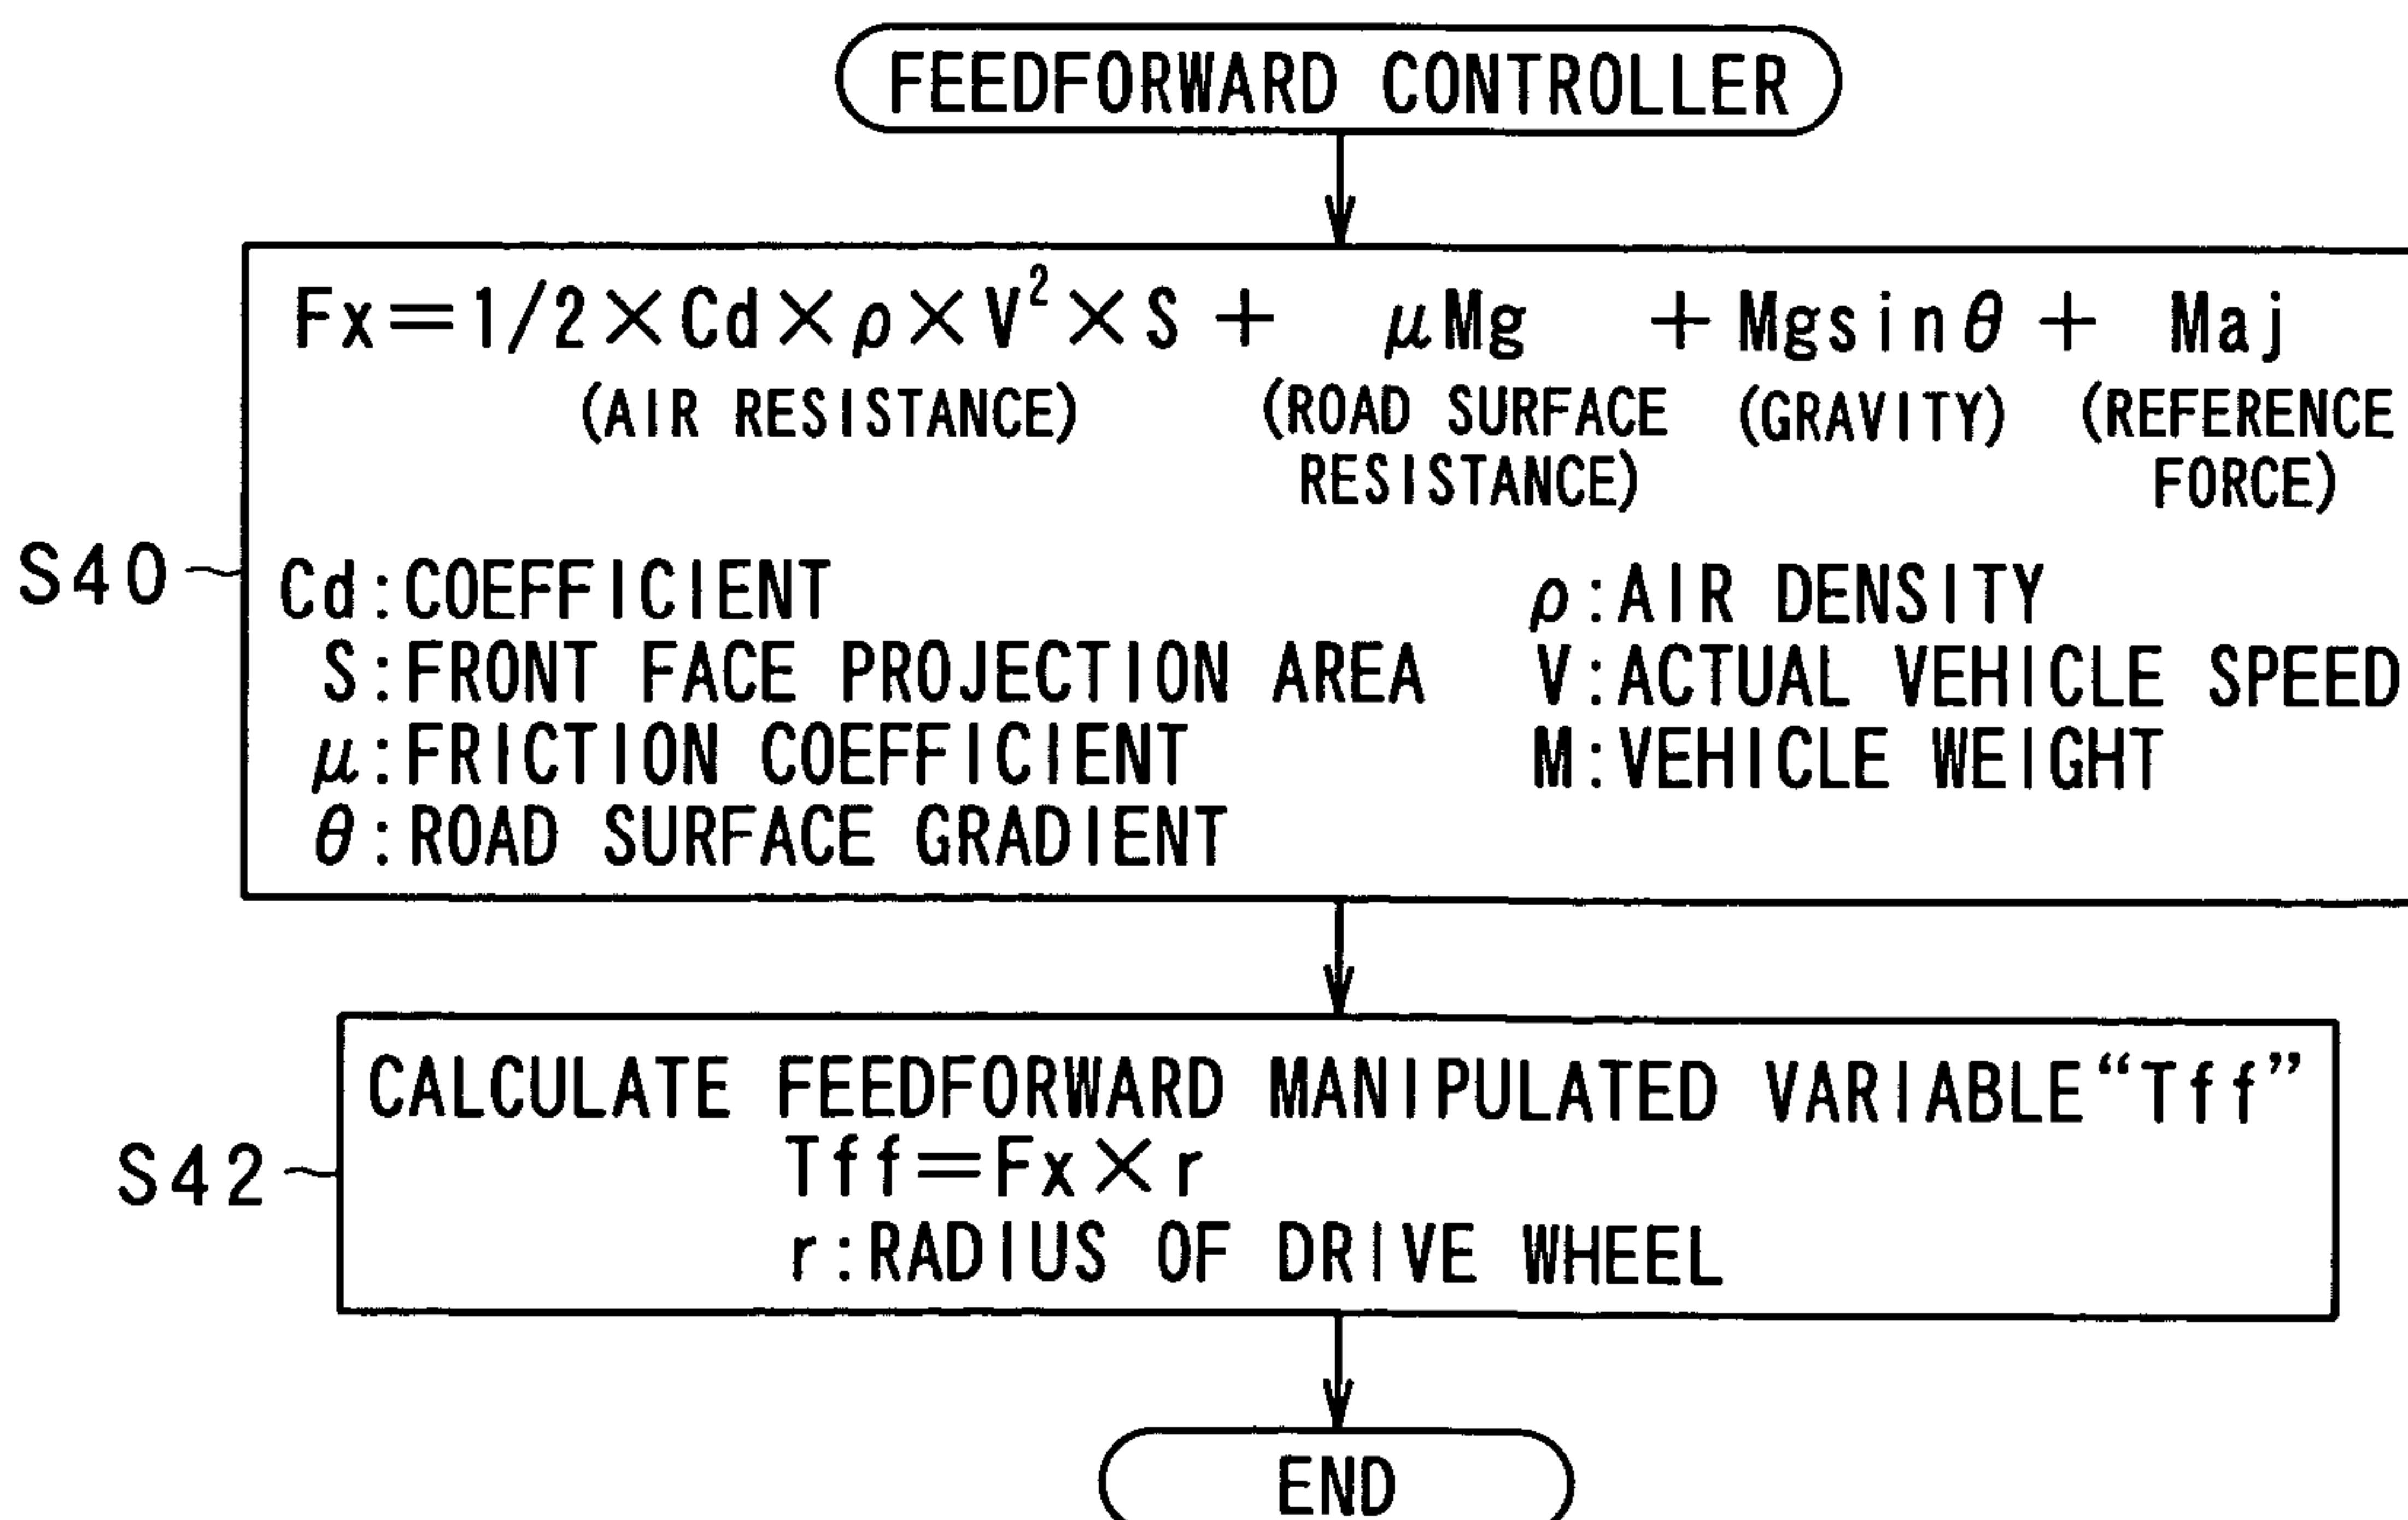 FEEDFORWARD CONTROLLER
Fx=1/2×Cd×ρ×V²×S + μMg + Mgsinθ + Maj
(AIR RESISTANCE) (ROAD SURFACE RESISTANCE) (GRAVITY) (REFERENCE FORCE)
S40
Cd:COEFFICIENT ρ:AIR DENSITY
S:FRONT FACE PROJECTION AREA V:ACTUAL VEHICLE SPEED
μ:FRICTION COEFFICIENT M:VEHICLE WEIGHT
θ:ROAD SURFACE GRADIENT
CALCULATE FEEDFORWARD MANIPULATED VARIABLE“Tff”
S42
Tff=Fx×r
r:RADIUS OF DRIVE WHEEL
END